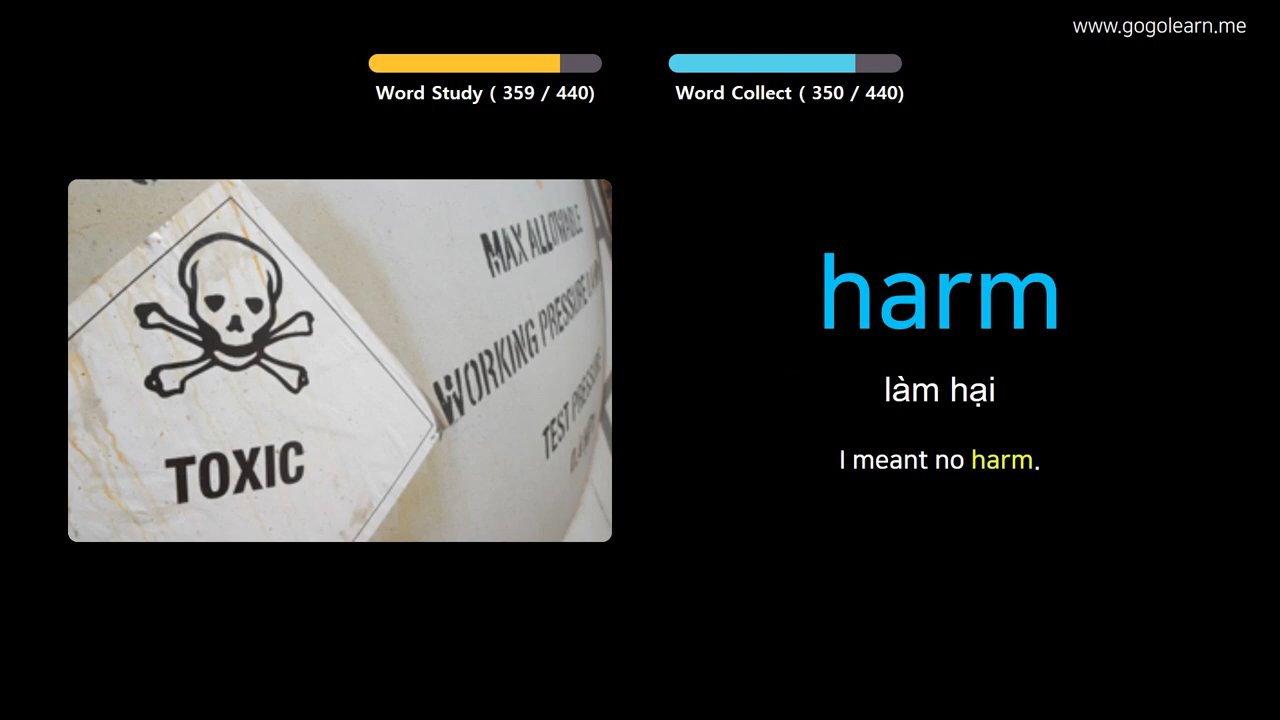 www.gogolearn.me
Word Study ( 359 / 440)
Word Collect ( 350 / 440)
TOXIC
MAX ALLOWABLE
WORKING PRESSURE
TEST PRESSURE
harm
làm hại
I meant no harm.